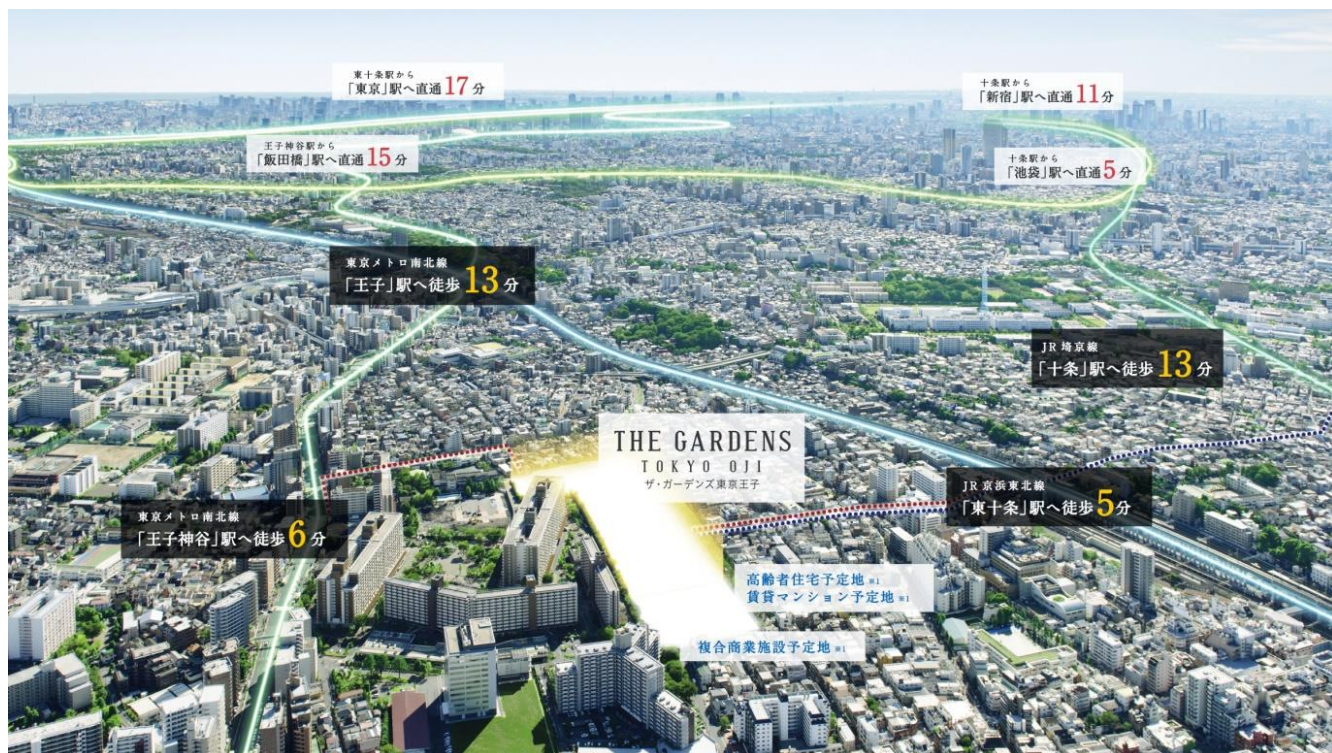 東十条駅から
「東京」駅へ直通17分
十条駅から
「新宿」駅へ直通11分
王子神谷駅から
「飯田橋」駅へ直通15分
十条駅から
「池袋」駅へ直通5分
東京メトロ南北線
「王子」駅へ徒歩13分
JR埼京線
「十条」駅へ徒歩13分
THE GARDENS
TOKYO OJI
ザ・ガーデンズ東京王子
JR京浜東北線
「東十条」駅へ徒歩5分
東京メトロ南北線
「王子神谷」駅へ徒歩6分
高齢者住宅予定地※1
賃貸マンション予定地※1
複合商業施設予定地※1